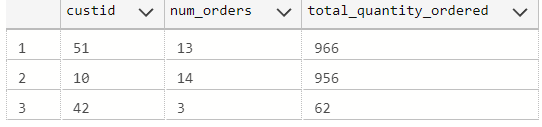 custid num_orders total_quantity_ordered
1 51 13 966
2 10 14 956
3 42 3 62